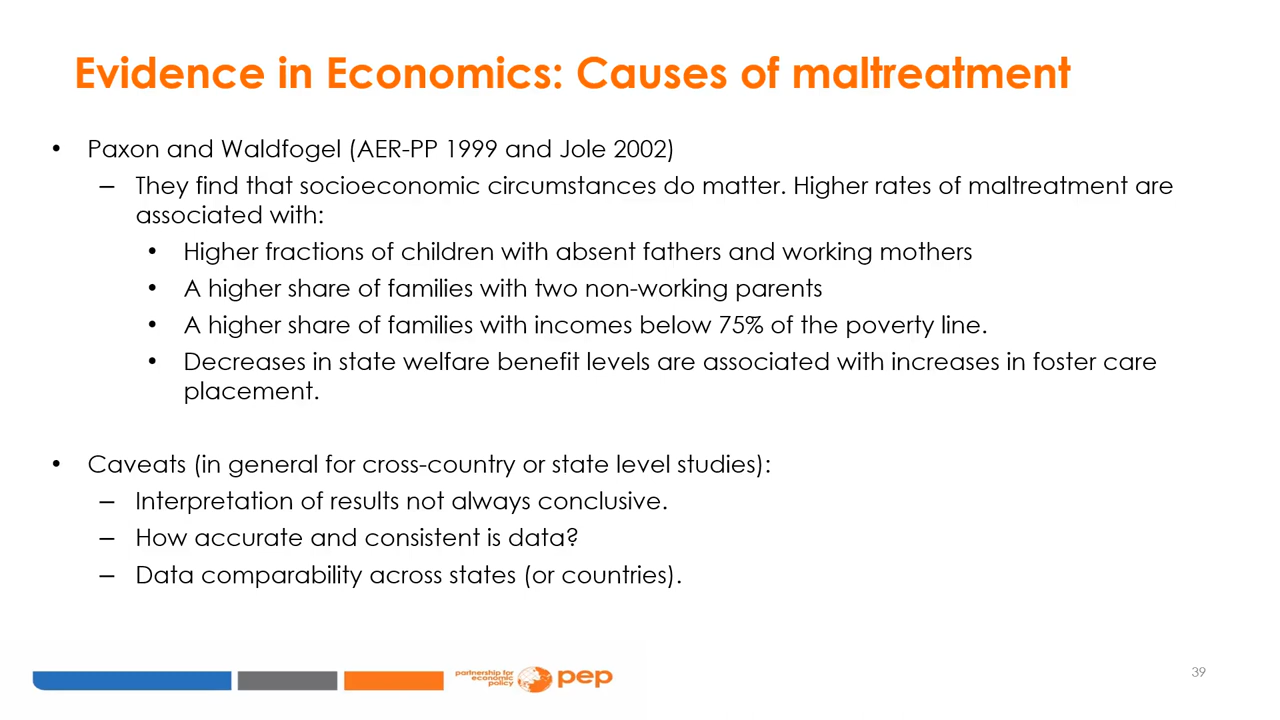 Evidence in Economics: Causes of maltreatment
• Paxon and Waldfogel (AER-PP 1999 and Jole 2002)
– They find that socioeconomic circumstances do matter. Higher rates of maltreatment are
associated with:
• Higher fractions of children with absent fathers and working mothers
• A higher share of families with two non-working parents
• A higher share of families with incomes below 75% of the poverty line.
• Decreases in state welfare benefit levels are associated with increases in foster care
placement.
• Caveats (in general for cross-country or state level studies):
– Interpretation of results not always conclusive.
– How accurate and consistent is data?
– Data comparability across states (or countries).
partnership for
economic
policy
pep
39